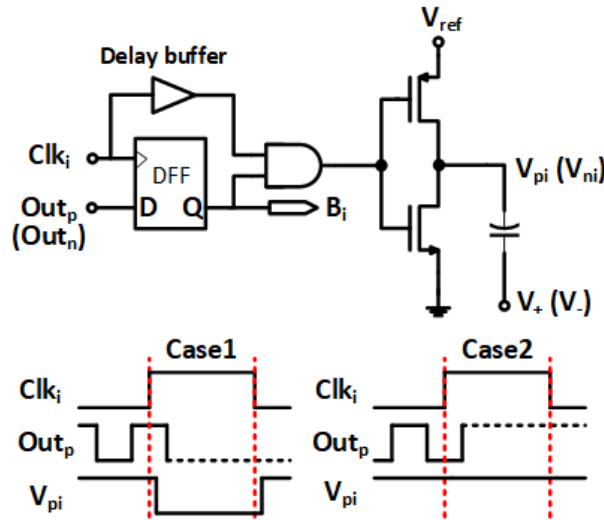 V_ref
Delay buffer
Clk_i
DFF
V_pi (V_ni)
Out_p
D Q
B_i
(Out_n)
V_+ (V_-)
Case1
Case2
Clk_i
Clk_i
Out_p
Out_p
V_pi
V_pi